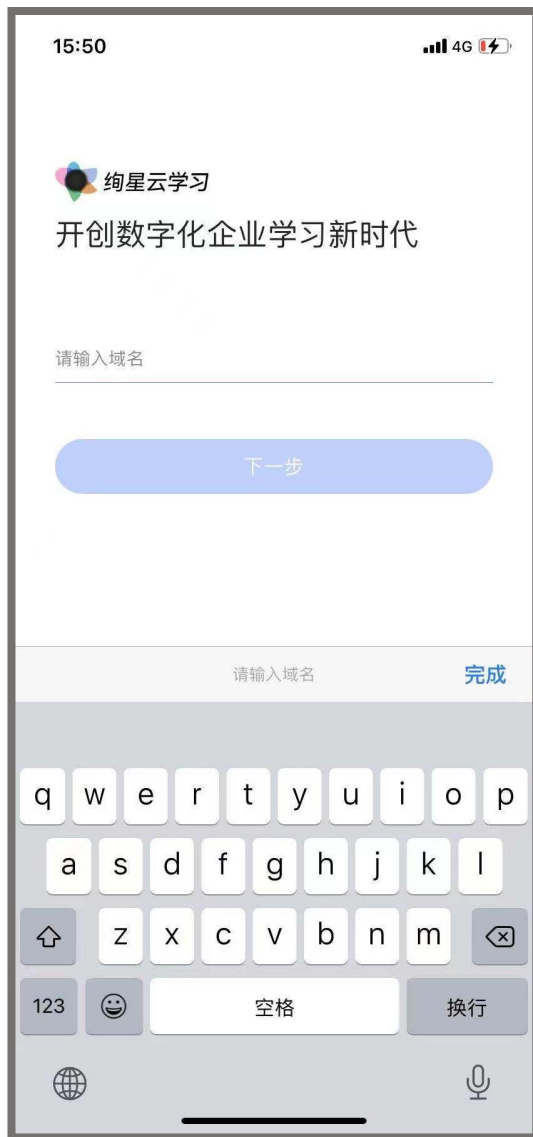 15:50
4G
绚星云学习
开创数字化企业学习新时代
请输入域名
下一步
请输入域名
完成
q w e r t y u i o p
a s d f g h j k l
z x c v b n m
123
空格
换行